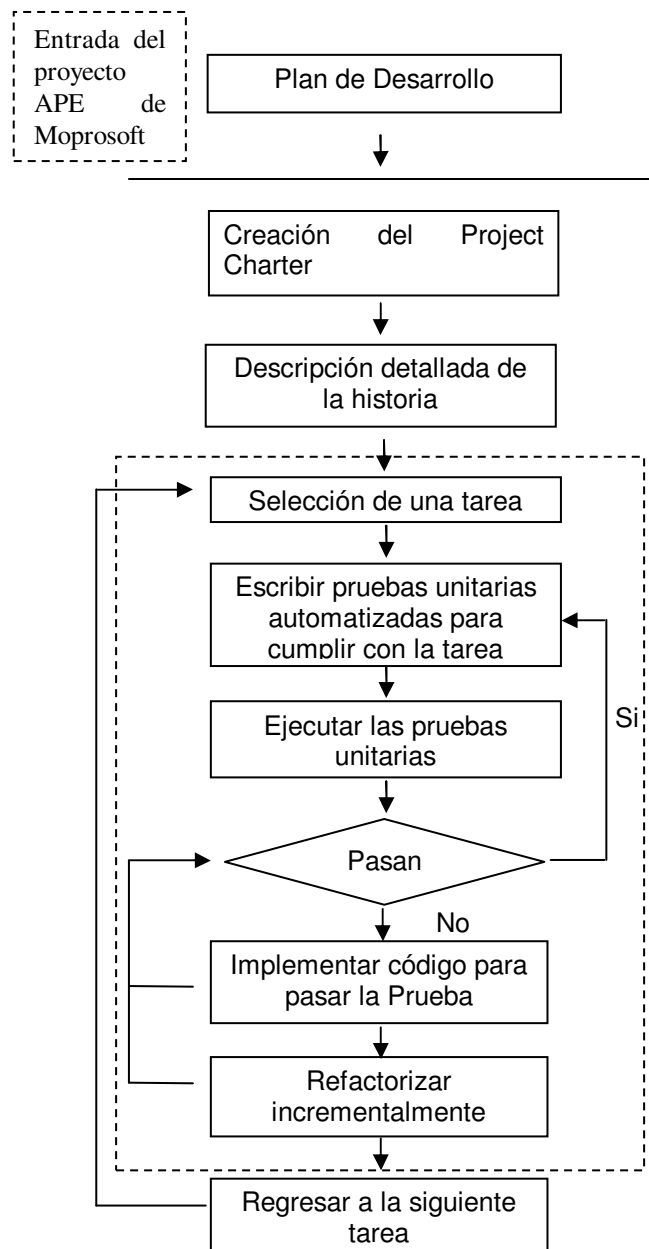 Entrada del
proyecto
APE de
Moprosoft
Plan de Desarrollo
Creación del Project
Charter
Descripción detallada de
la historia
Selección de una tarea
Escribir pruebas unitarias
automatizadas para
cumplir con la tarea
Ejecutar las pruebas
unitarias
Si
Pasan
No
Implementar código para
pasar la Prueba
Refactorizar
incrementalmente
Regresar a la siguiente
tarea